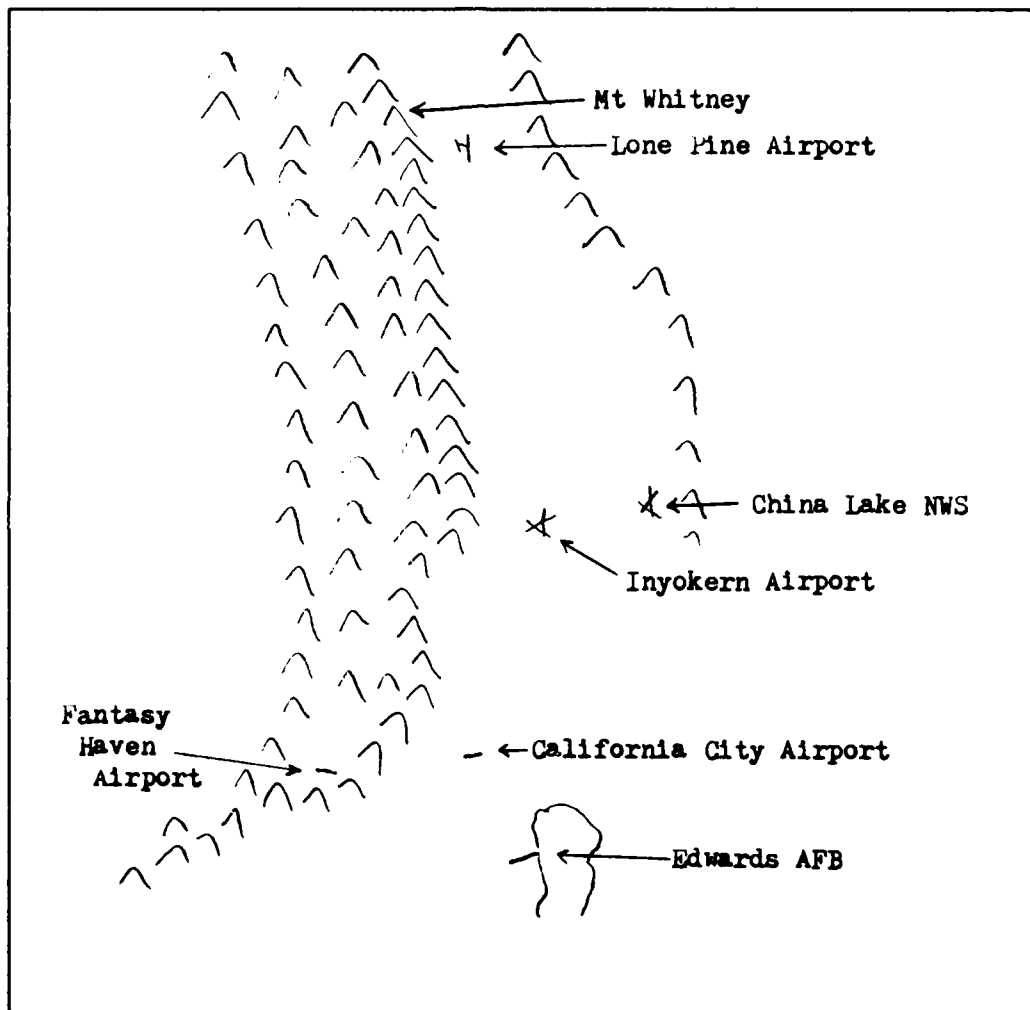 Mt Whitney
Lone Pine Airport
China Lake NWS
Inyokern Airport
Fantasy
Haven
Airport
California City Airport
Edwards AFB